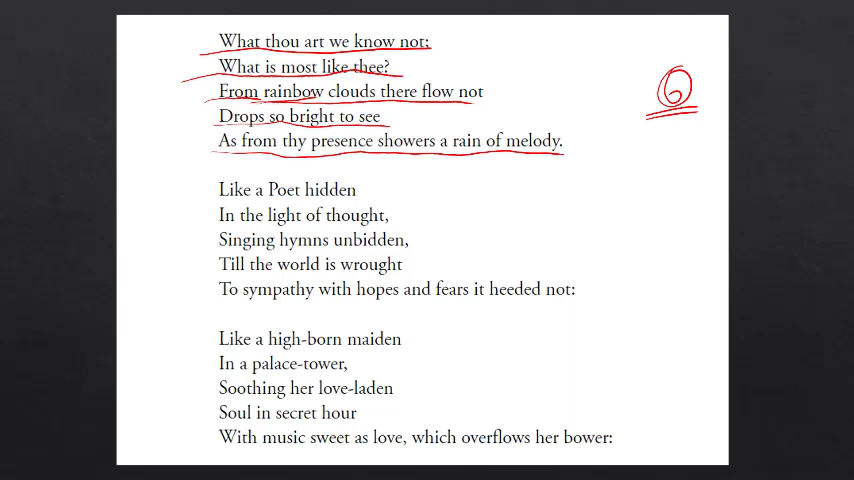 What thou art we know not;
What is most like thee?
From rainbow clouds there flow not
Drops so bright to see
As from thy presence showers a rain of melody.
6
Like a Poet hidden
In the light of thought,
Singing hymns unbidden,
Till the world is wrought
To sympathy with hopes and fears it heeded not:
Like a high-born maiden
In a palace-tower,
Soothing her love-laden
Soul in secret hour
With music sweet as love, which overflows her bower: